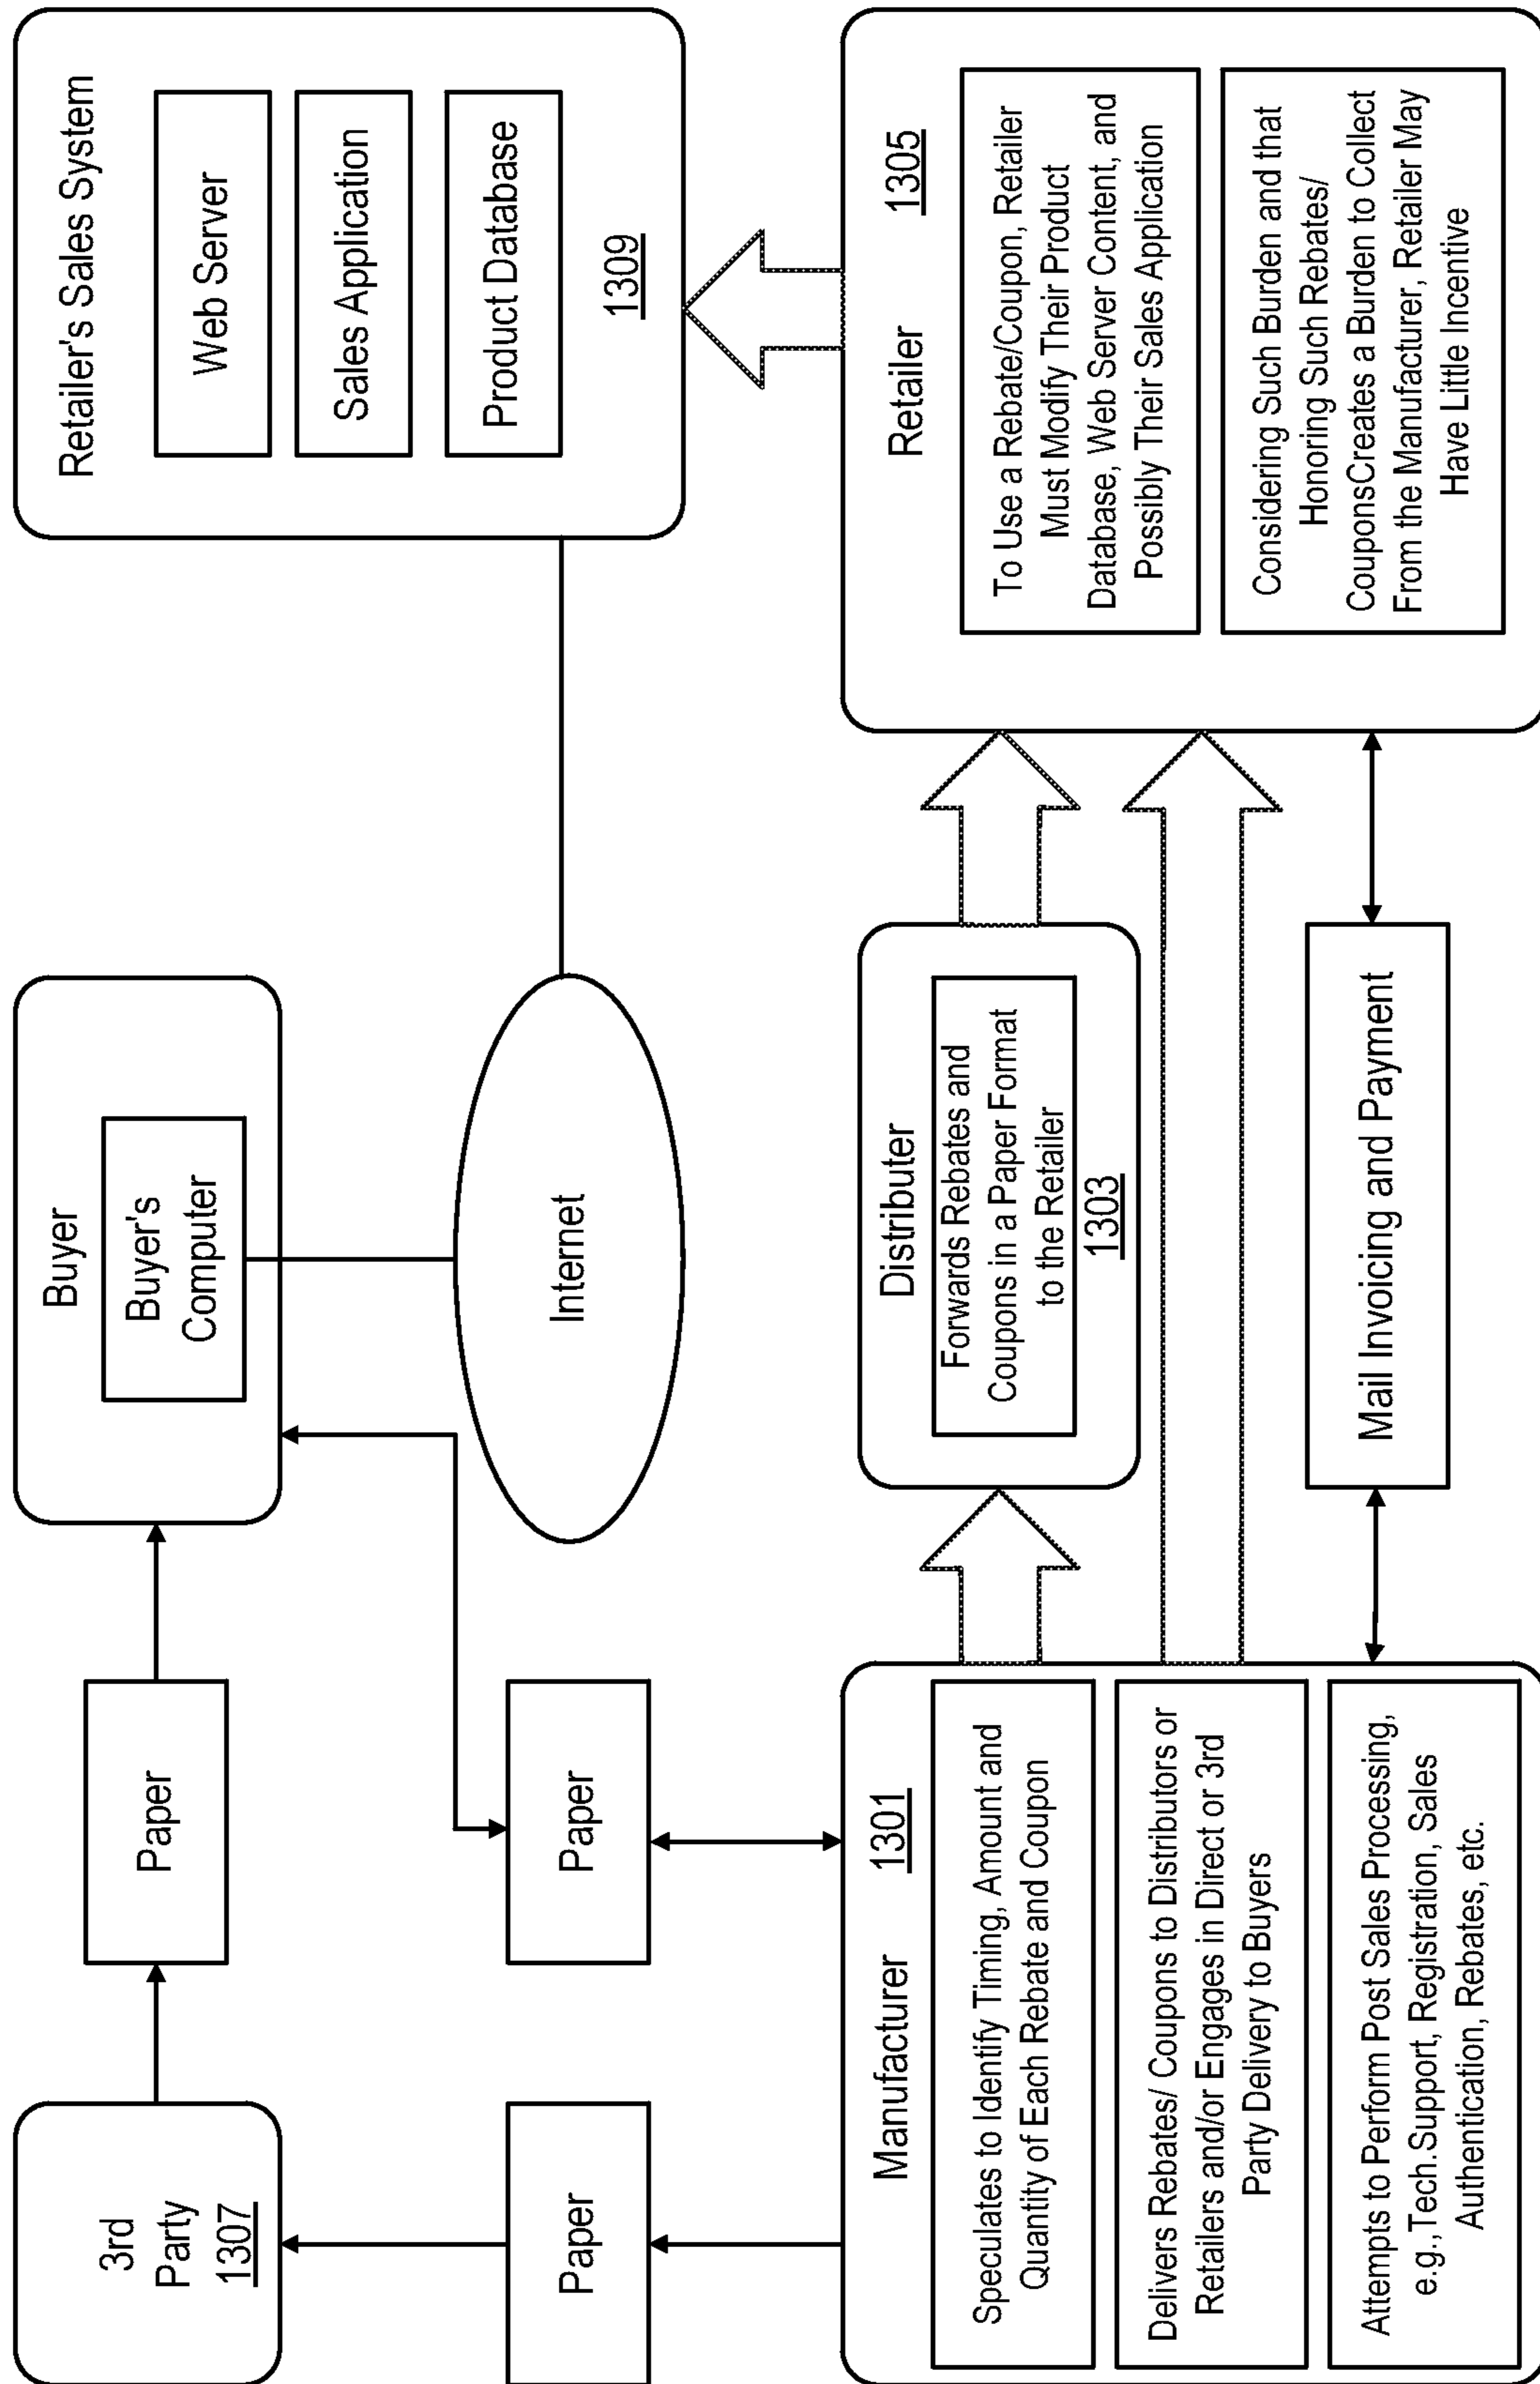 3rd
Party
1307
Paper
Paper
Paper
Buyer
Buyer's
Computer
Internet
Retailer's Sales System
Web Server
Sales Application
Product Database
1309
Manufacturer
1301
Speculates to Identify Timing, Amount and
Quantity of Each Rebate and Coupon
Delivers Rebates/ Coupons to Distributors or
Retailers and/or Engages in Direct or 3rd
Party Delivery to Buyers
Attempts to Perform Post Sales Processing,
e.g.,Tech.Support, Registration, Sales
Authentication, Rebates, etc.
Distributer
Forwards Rebates and
Coupons in a Paper Format
to the Retailer
1303
Mail Invoicing and Payment
Retailer
1305
To Use a Rebate/Coupon, Retailer
Must Modify Their Product
Database, Web Server Content, and
Possibly Their Sales Application
Considering Such Burden and that
Honoring Such Rebates/
CouponsCreates a Burden to Collect
From the Manufacturer, Retailer May
Have Little Incentive